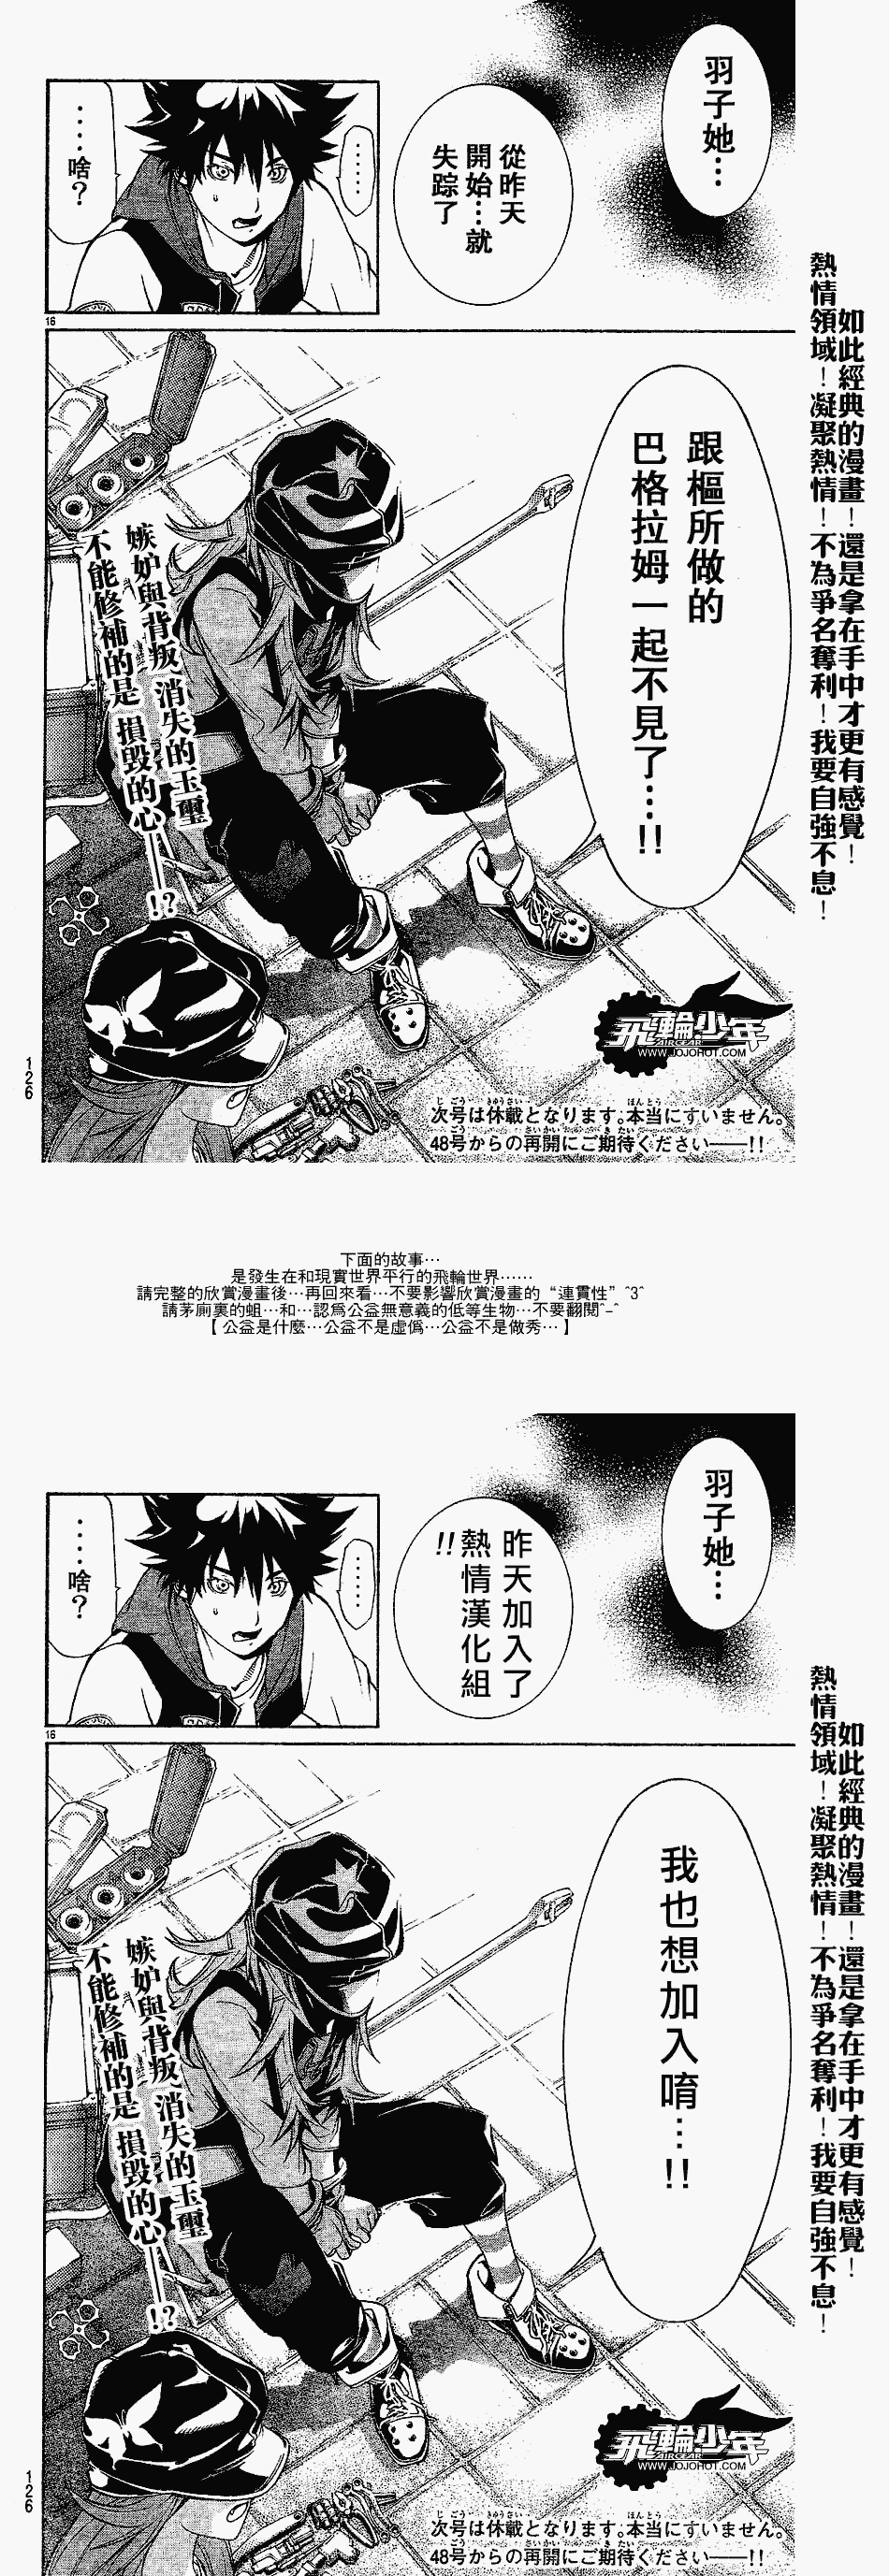 羽子她…
從昨天
開始…就
失踪了
……
‥‥啥？
16
跟樞所做的
巴格拉姆一起不見了…!!
嫉妒與背叛 消失的玉璽
不能修補的是 損毀的心——!?
如此經典的漫畫！還是拿在手中才更有感覺！
熱情領域！凝聚熱情！不為爭名奪利！我要自強不息！
飛輪少年
AIRGEAR
WWW.JOJOHOT.COM
次号は休載となります。本当にすいません。
48号からの再開にご期待ください——!!
126
下面的故事…
是發生在和現實世界平行的飛輪世界……
請完整的欣賞漫畫後…再回來看…不要影響欣賞漫畫的“連貫性”^3^
請茅廁裏的蛆…和…認爲公益無意義的低等生物…不要翻閱^-^
【公益是什麼…公益不是虛僞…公益不是做秀…】
羽子她…
昨天加入了
熱情漢化組
!!
……
‥‥啥？
16
我也想加入唷…!!
嫉妒與背叛 消失的玉璽
不能修補的是 損毀的心——!?
如此經典的漫畫！還是拿在手中才更有感覺！
熱情領域！凝聚熱情！不為爭名奪利！我要自強不息！
飛輪少年
AIRGEAR
WWW.JOJOHOT.COM
次号は休載となります。本当にすいません。
48号からの再開にご期待ください——!!
126